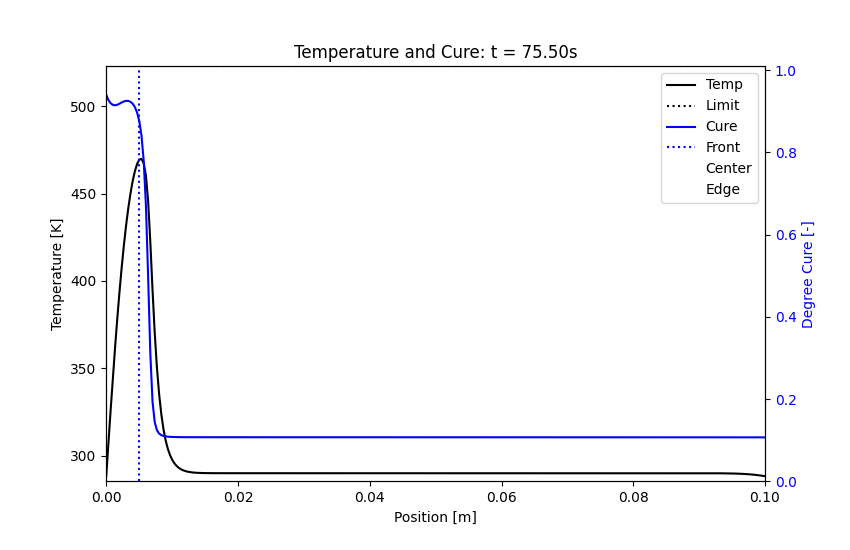 Temperature and Cure: t = 75.50s
Temp
Limit
Cure
Front
Center
Edge
Temperature [K]
500
450
400
350
300
Degree Cure [-]
1.0
0.8
0.6
0.4
0.2
0.0
0.00 0.02 0.04 0.06 0.08 0.10
Position [m]